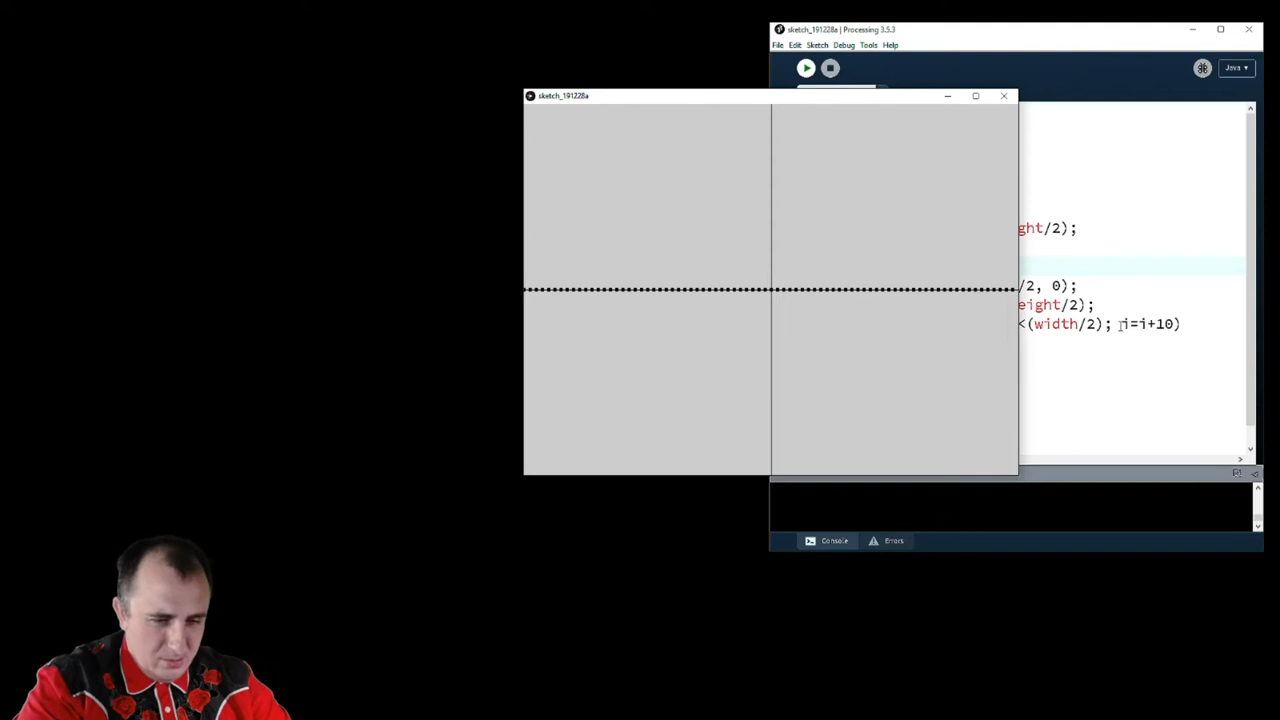 sketch_191228a | Processing 3.5.3
File Edit Sketch Debug Tools Help
Java
sketch_191228a
ght/2);
/2, 0);
eight/2);
<(width/2); i=i+10)
Console
Errors